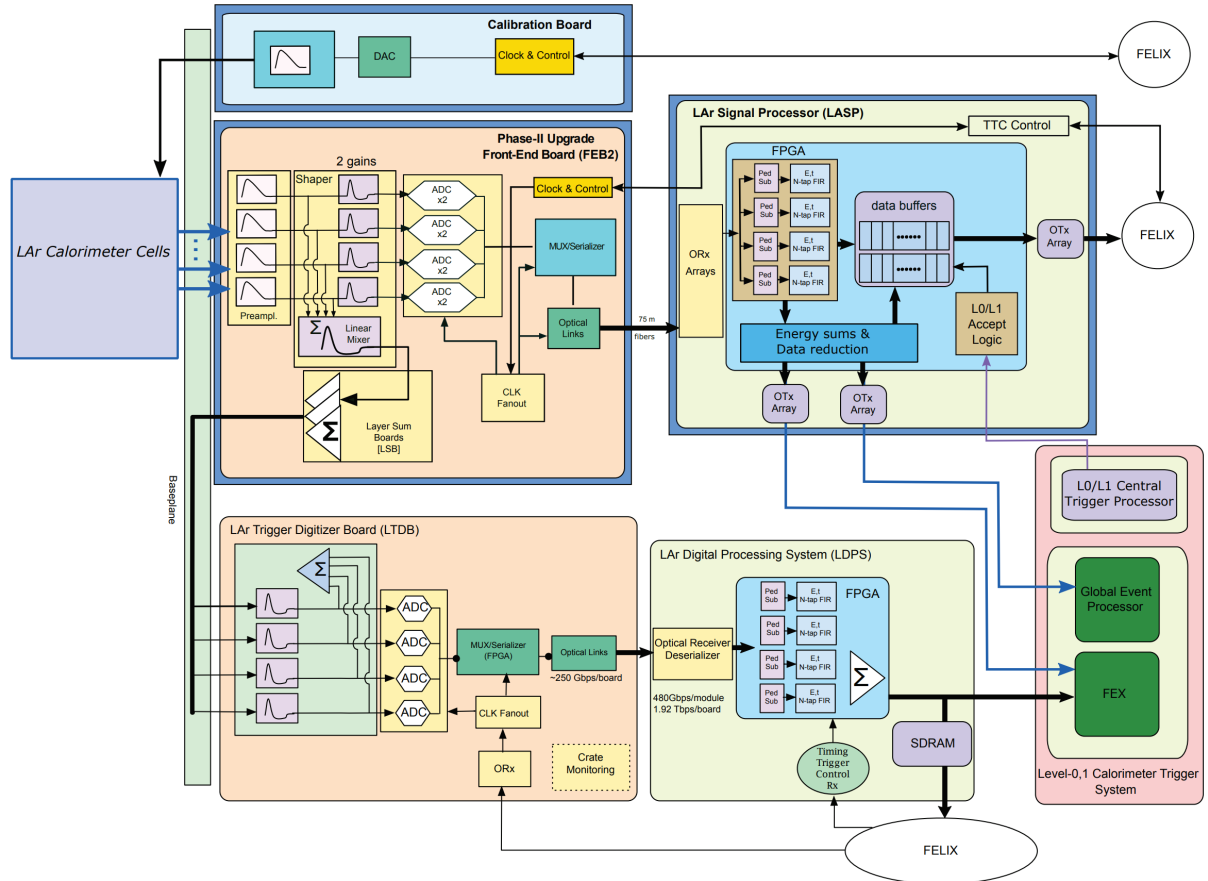 Calibration Board
DAC
Clock & Control
FELIX
Phase-II Upgrade
Front-End Board (FEB2)
2 gains
Shaper
ADC
x2
ADC
x2
ADC
x2
ADC
x2
Clock & Control
MUX/Serializer
Optical
Links
CLK
Fanout
Preampl.
Σ
Linear
Mixer
Σ
Layer Sum
Boards
[LSB]
LAr Calorimeter Cells
Baseplane
75 m
fibers
LAr Signal Processor (LASP)
TTC Control
FPGA
ORx
Arrays
Ped
Sub
E,t
N-tap FIR
Ped
Sub
E,t
N-tap FIR
Ped
Sub
E,t
N-tap FIR
Ped
Sub
E,t
N-tap FIR
data buffers
OTx
Array
FELIX
L0/L1
Accept
Logic
Energy sums &
Data reduction
OTx
Array
OTx
Array
L0/L1 Central
Trigger Processor
Global Event
Processor
FEX
Level-0,1 Calorimeter Trigger
System
LAr Trigger Digitizer Board (LTDB)
Σ
ADC
ADC
ADC
ADC
MUX/Serializer
(FPGA)
Optical Links
~250 Gbps/board
CLK Fanout
ORx
Crate
Monitoring
LAr Digital Processing System (LDPS)
Optical Receiver
Deserializer
480Gbps/module
1.92 Tbps/board
FPGA
Ped
Sub
E,t
N-tap FIR
Ped
Sub
E,t
N-tap FIR
Ped
Sub
E,t
N-tap FIR
Ped
Sub
E,t
N-tap FIR
Σ
SDRAM
Timing
Trigger
Control
Rx
FELIX